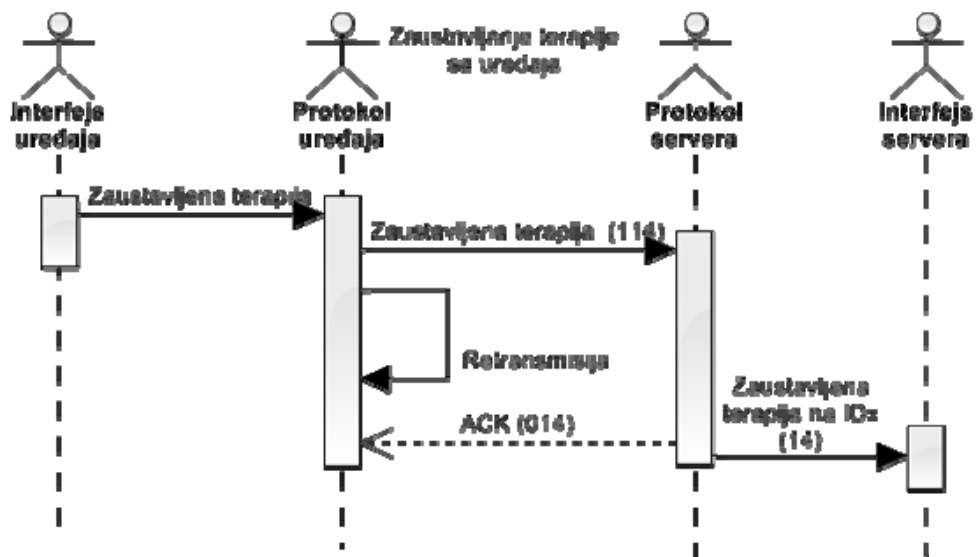 Zaustavljanje terapije
sa uređaja
Interfejs
uređaja
Protokol
uređaja
Protokol
servera
Interfejs
servera
Zaustavljena terapija
Zaustavljena terapija (114)
Retransmisija
Zaustavljena
terapija na IDx
(14)
ACK (014)